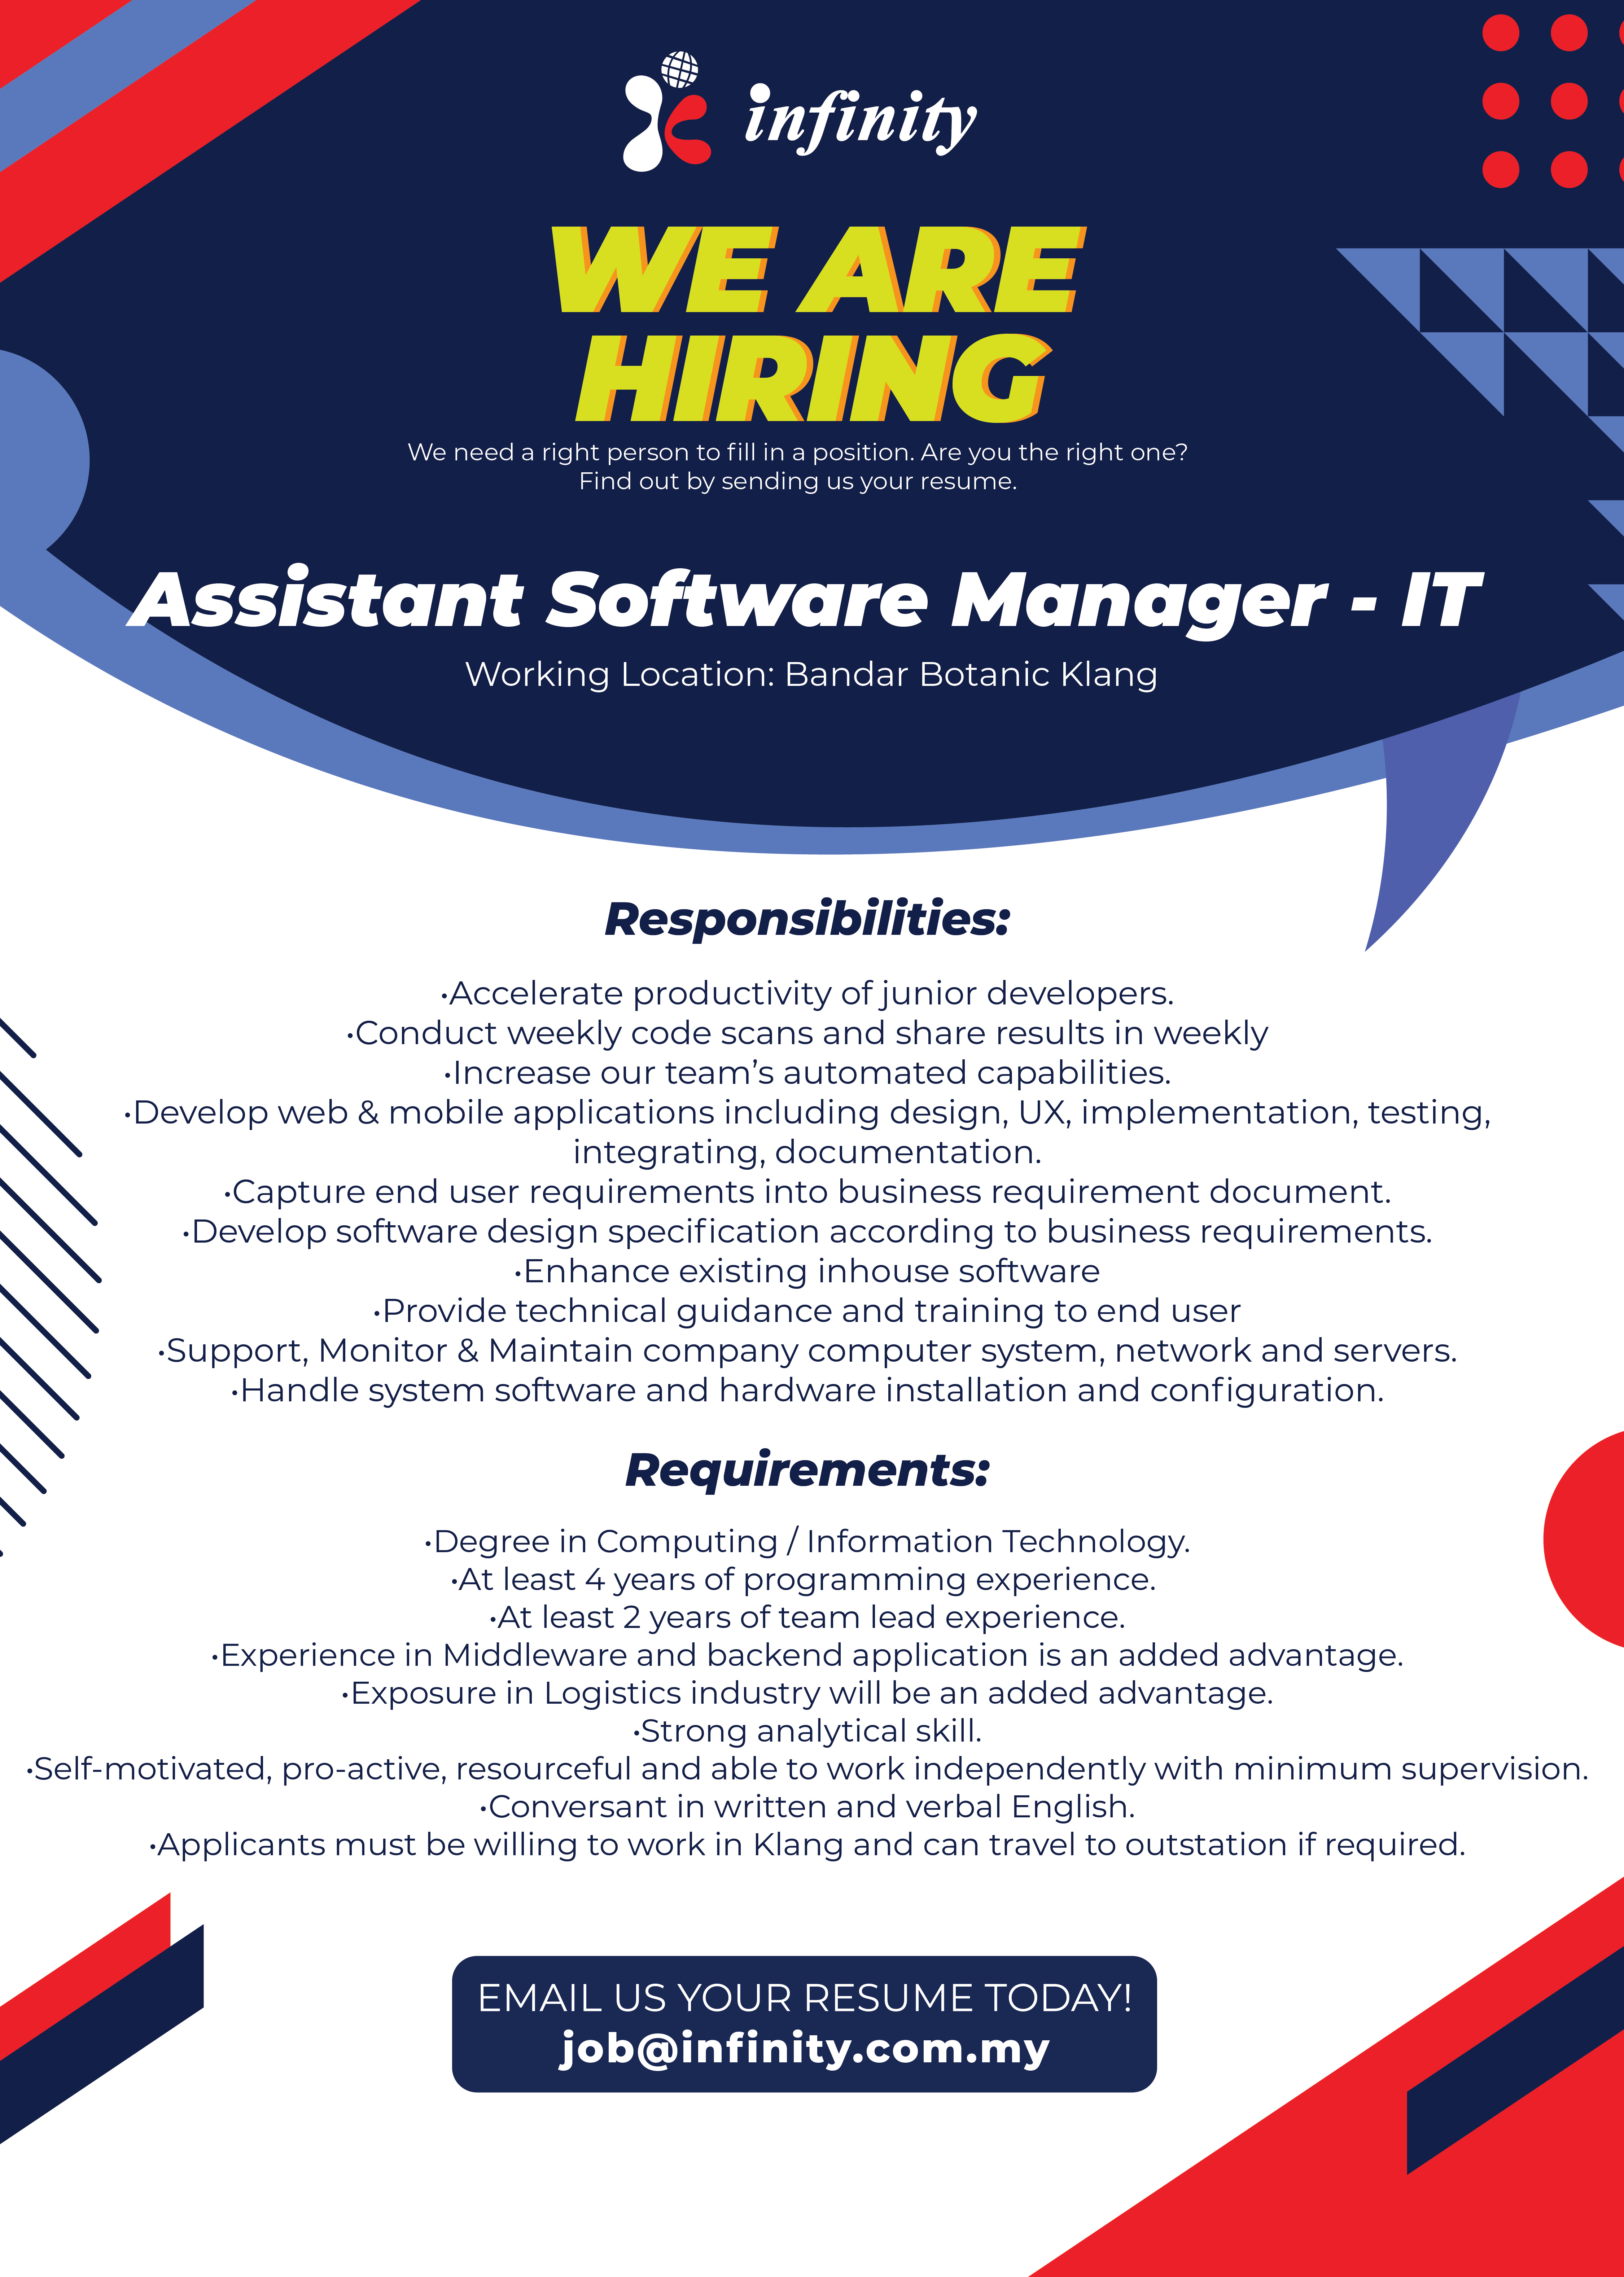 infinity
WE ARE
HIRING
We need a right person to fill in a position. Are you the right one?
Find out by sending us your resume.
Assistant Software Manager - IT
Working Location: Bandar Botanic Klang
Responsibilities:
•Accelerate productivity of junior developers.
•Conduct weekly code scans and share results in weekly
•Increase our team’s automated capabilities.
•Develop web & mobile applications including design, UX, implementation, testing,
integrating, documentation.
•Capture end user requirements into business requirement document.
•Develop software design specification according to business requirements.
•Enhance existing inhouse software
•Provide technical guidance and training to end user
•Support, Monitor & Maintain company computer system, network and servers.
•Handle system software and hardware installation and configuration.
Requirements:
•Degree in Computing / Information Technology.
•At least 4 years of programming experience.
•At least 2 years of team lead experience.
•Experience in Middleware and backend application is an added advantage.
•Exposure in Logistics industry will be an added advantage.
•Strong analytical skill.
•Self-motivated, pro-active, resourceful and able to work independently with minimum supervision.
•Conversant in written and verbal English.
•Applicants must be willing to work in Klang and can travel to outstation if required.
EMAIL US YOUR RESUME TODAY!
job@infinity.com.my